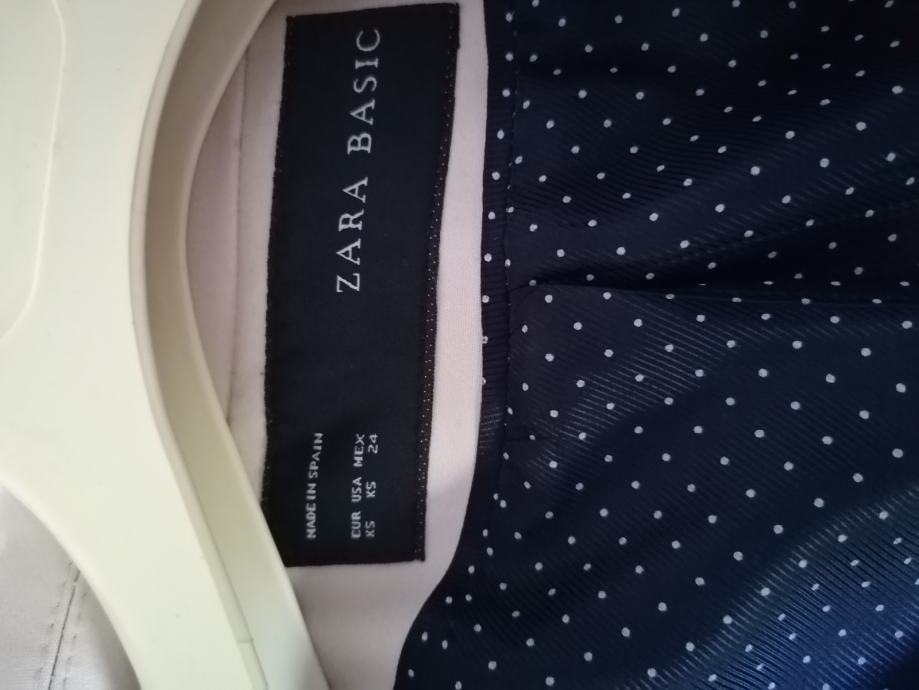 ZARA BASIC
MADE IN SPAIN
EUR USA MEX
XS XS 24